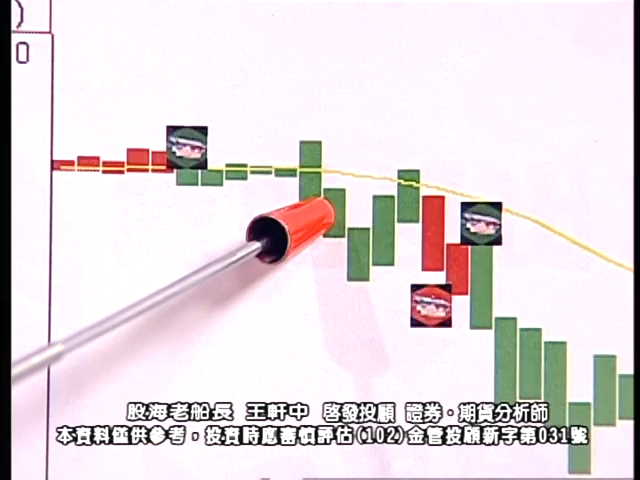 )
0
股海老船長 王軒中 啓發投顧 證券·期貨分析師
本資料僅供參考,投資時應審慎評估(102)金管投顧新字第031號